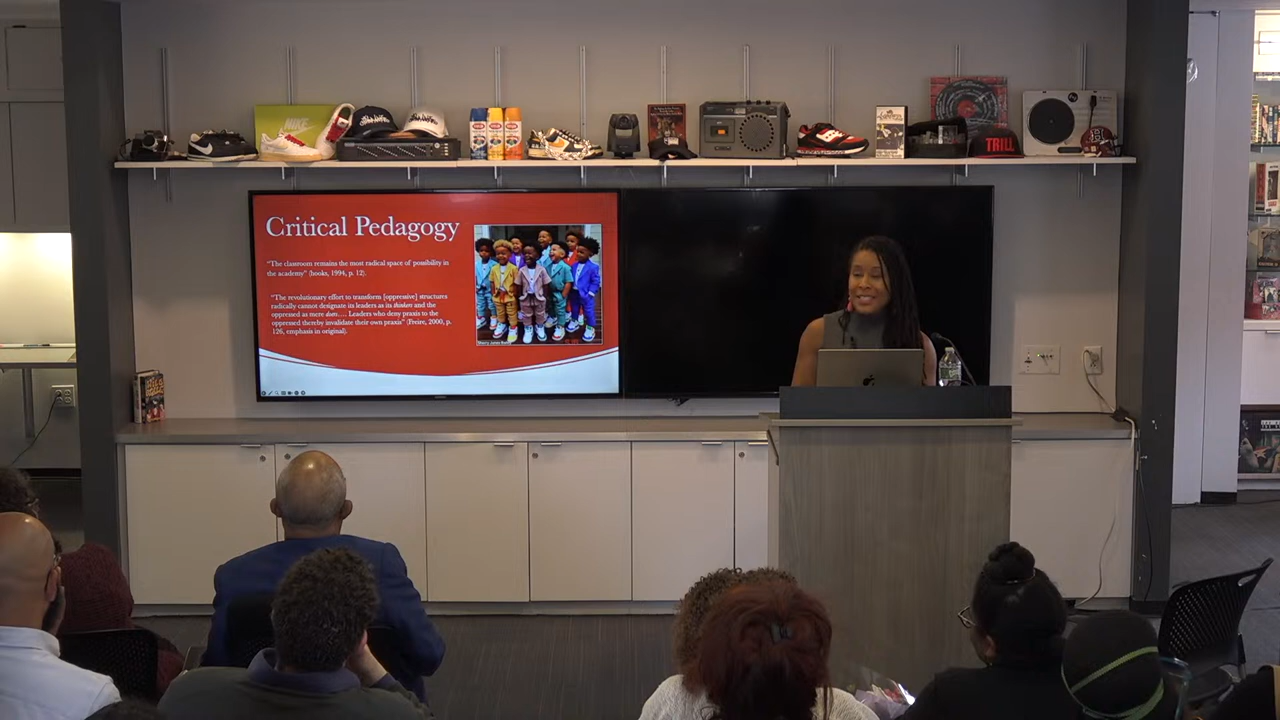 NIKE
TRILL
Critical Pedagogy
"The classroom remains the most radical space of possibility in
the academy" (hooks, 1994, p. 12).
"The revolutionary effort to transform [oppressive] structures
radically cannot designate its leaders as its thinkers and the
oppressed as mere doers.... Leaders who deny praxis to the
oppressed thereby invalidate their own praxis" (Freire, 2000, p.
126, emphasis in original).